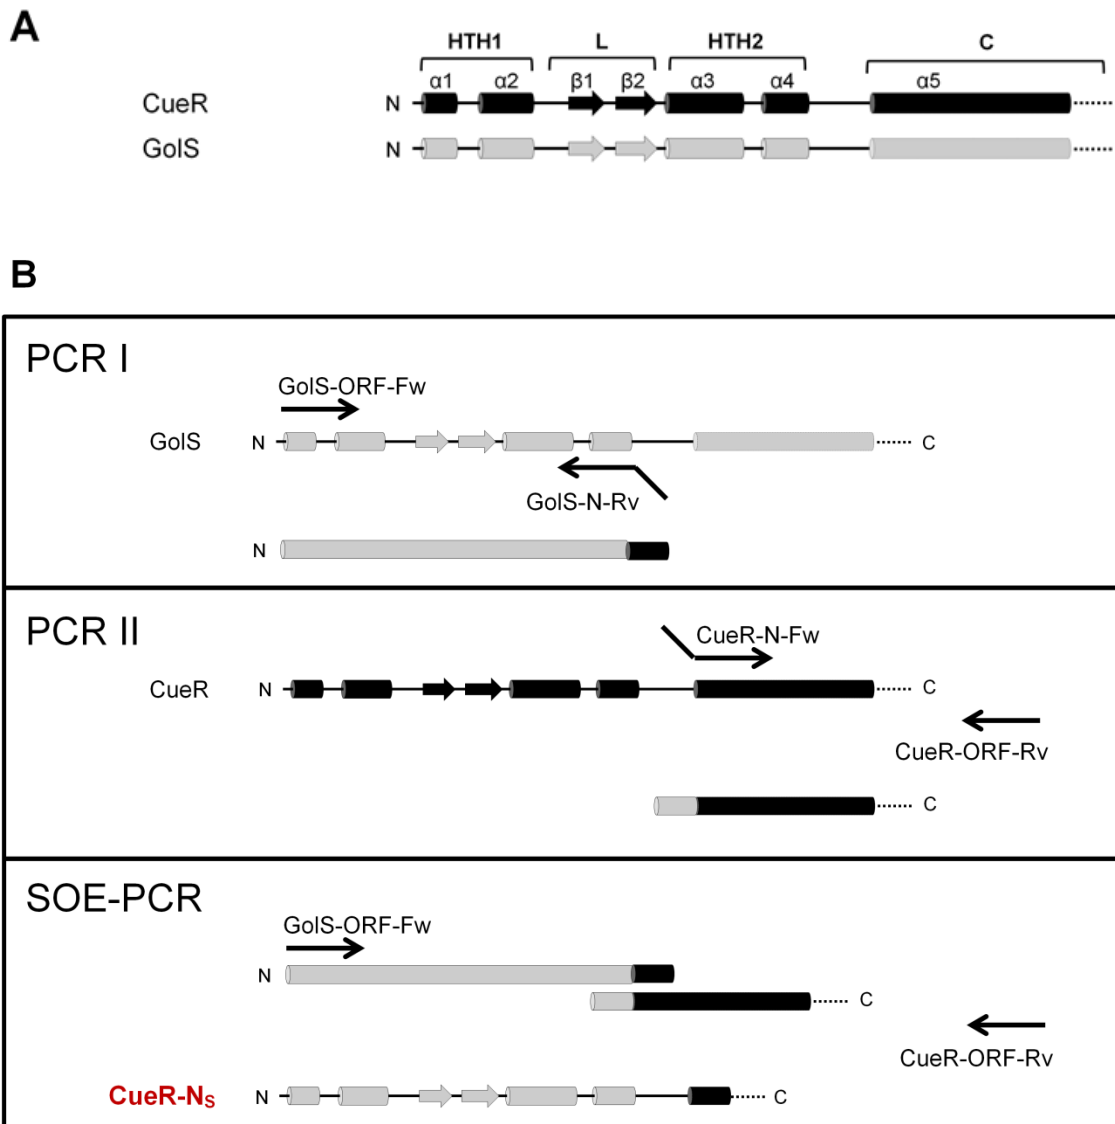 A
HTH1 L HTH2 C
α1 α2 β1 β2 α3 α4 α5
CueR N
GolS N
B
PCR I
GolS-ORF-Fw
GolS N C
GolS-N-Rv
N
PCR II
CueR-N-Fw
CueR N C
CueR-ORF-Rv
C
SOE-PCR
GolS-ORF-Fw
N
C
CueR-ORF-Rv
CueR-NS N C